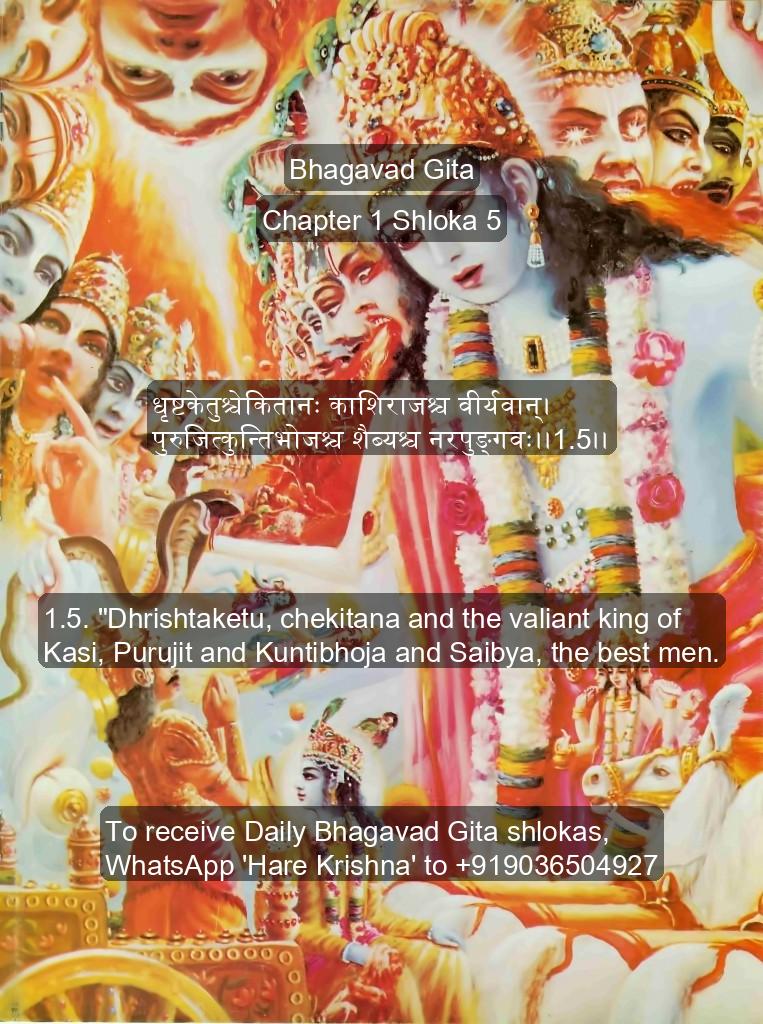 Bhagavad Gita
Chapter 1 Shloka 5
धृष्टकेतुश्चेकितानः काशिराजश्च वीर्यवान्।
पुरुजित्कुन्तिभोजश्च शैब्यश्च नरपुङ्गवः।।1.5।।
1.5. "Dhrishtaketu, chekitana and the valiant king of
Kasi, Purujit and Kuntibhoja and Saibya, the best men.
To receive Daily Bhagavad Gita shlokas,
WhatsApp 'Hare Krishna' to +919036504927